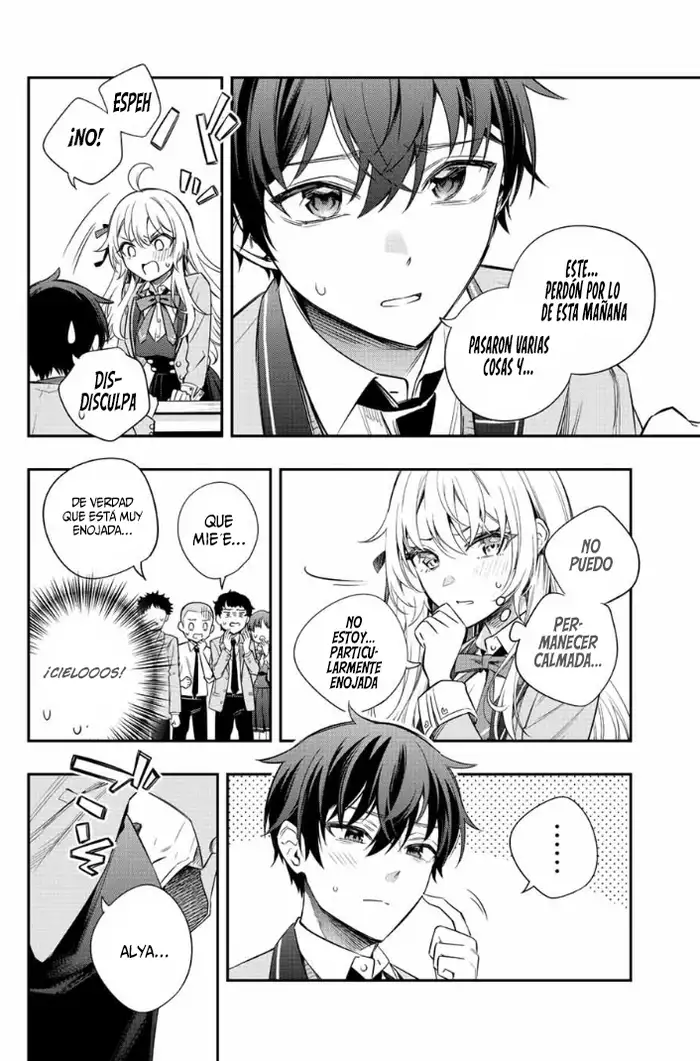 ESTE...
PERDÓN POR LO
DE ESTA MAÑANA
PASARON VARIAS
COSAS Y...
ESPEH
¡NO!
DIS-
DISCULPA
NO
PUEDO
PER-
MANECER
CALMADA...
NO
ESTOY...
PARTICU-
LARMENTE
ENOJADA
QUE
MIE'E...
DE VERDAD
QUE ESTÁ MUY
ENOJADA...
¡CIELOOOS!
......
ALYA...